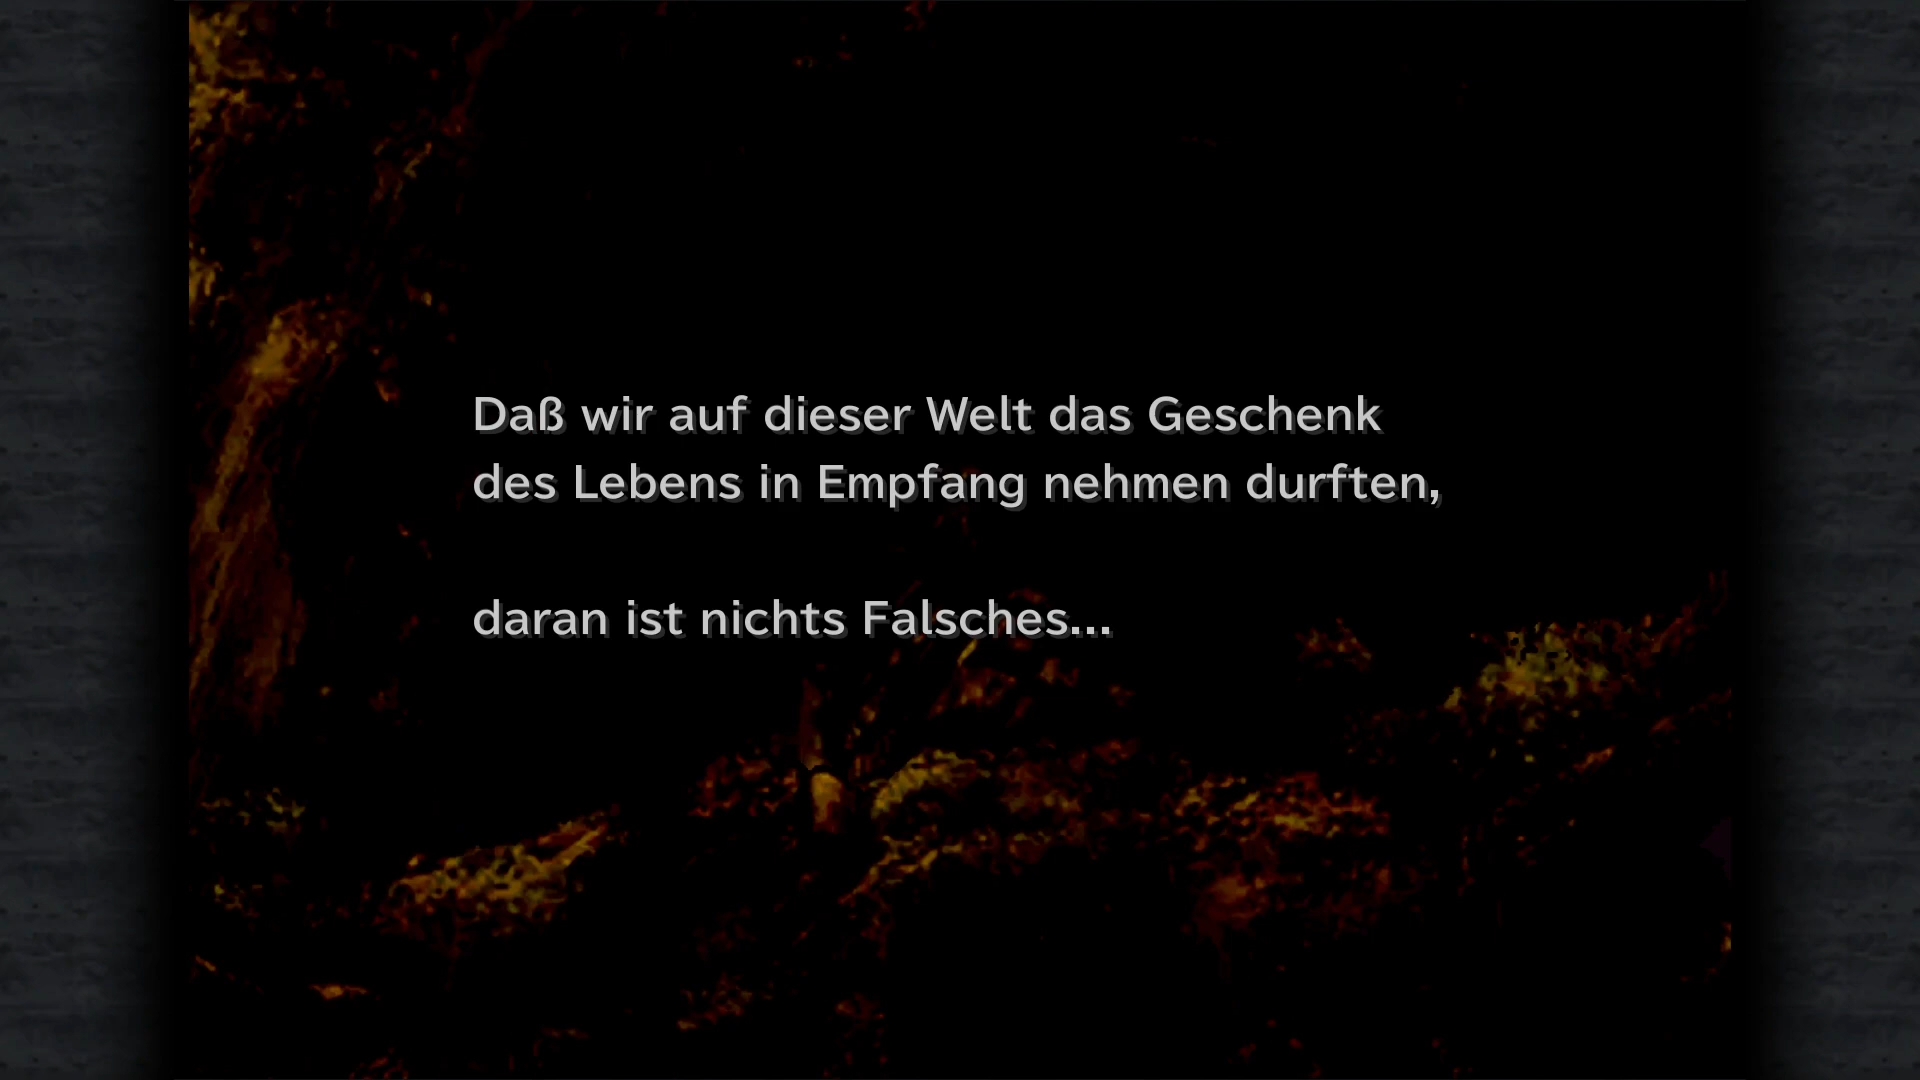 Daß wir auf dieser Welt das Geschenk
des Lebens in Empfang nehmen durften,
daran ist nichts Falsches...